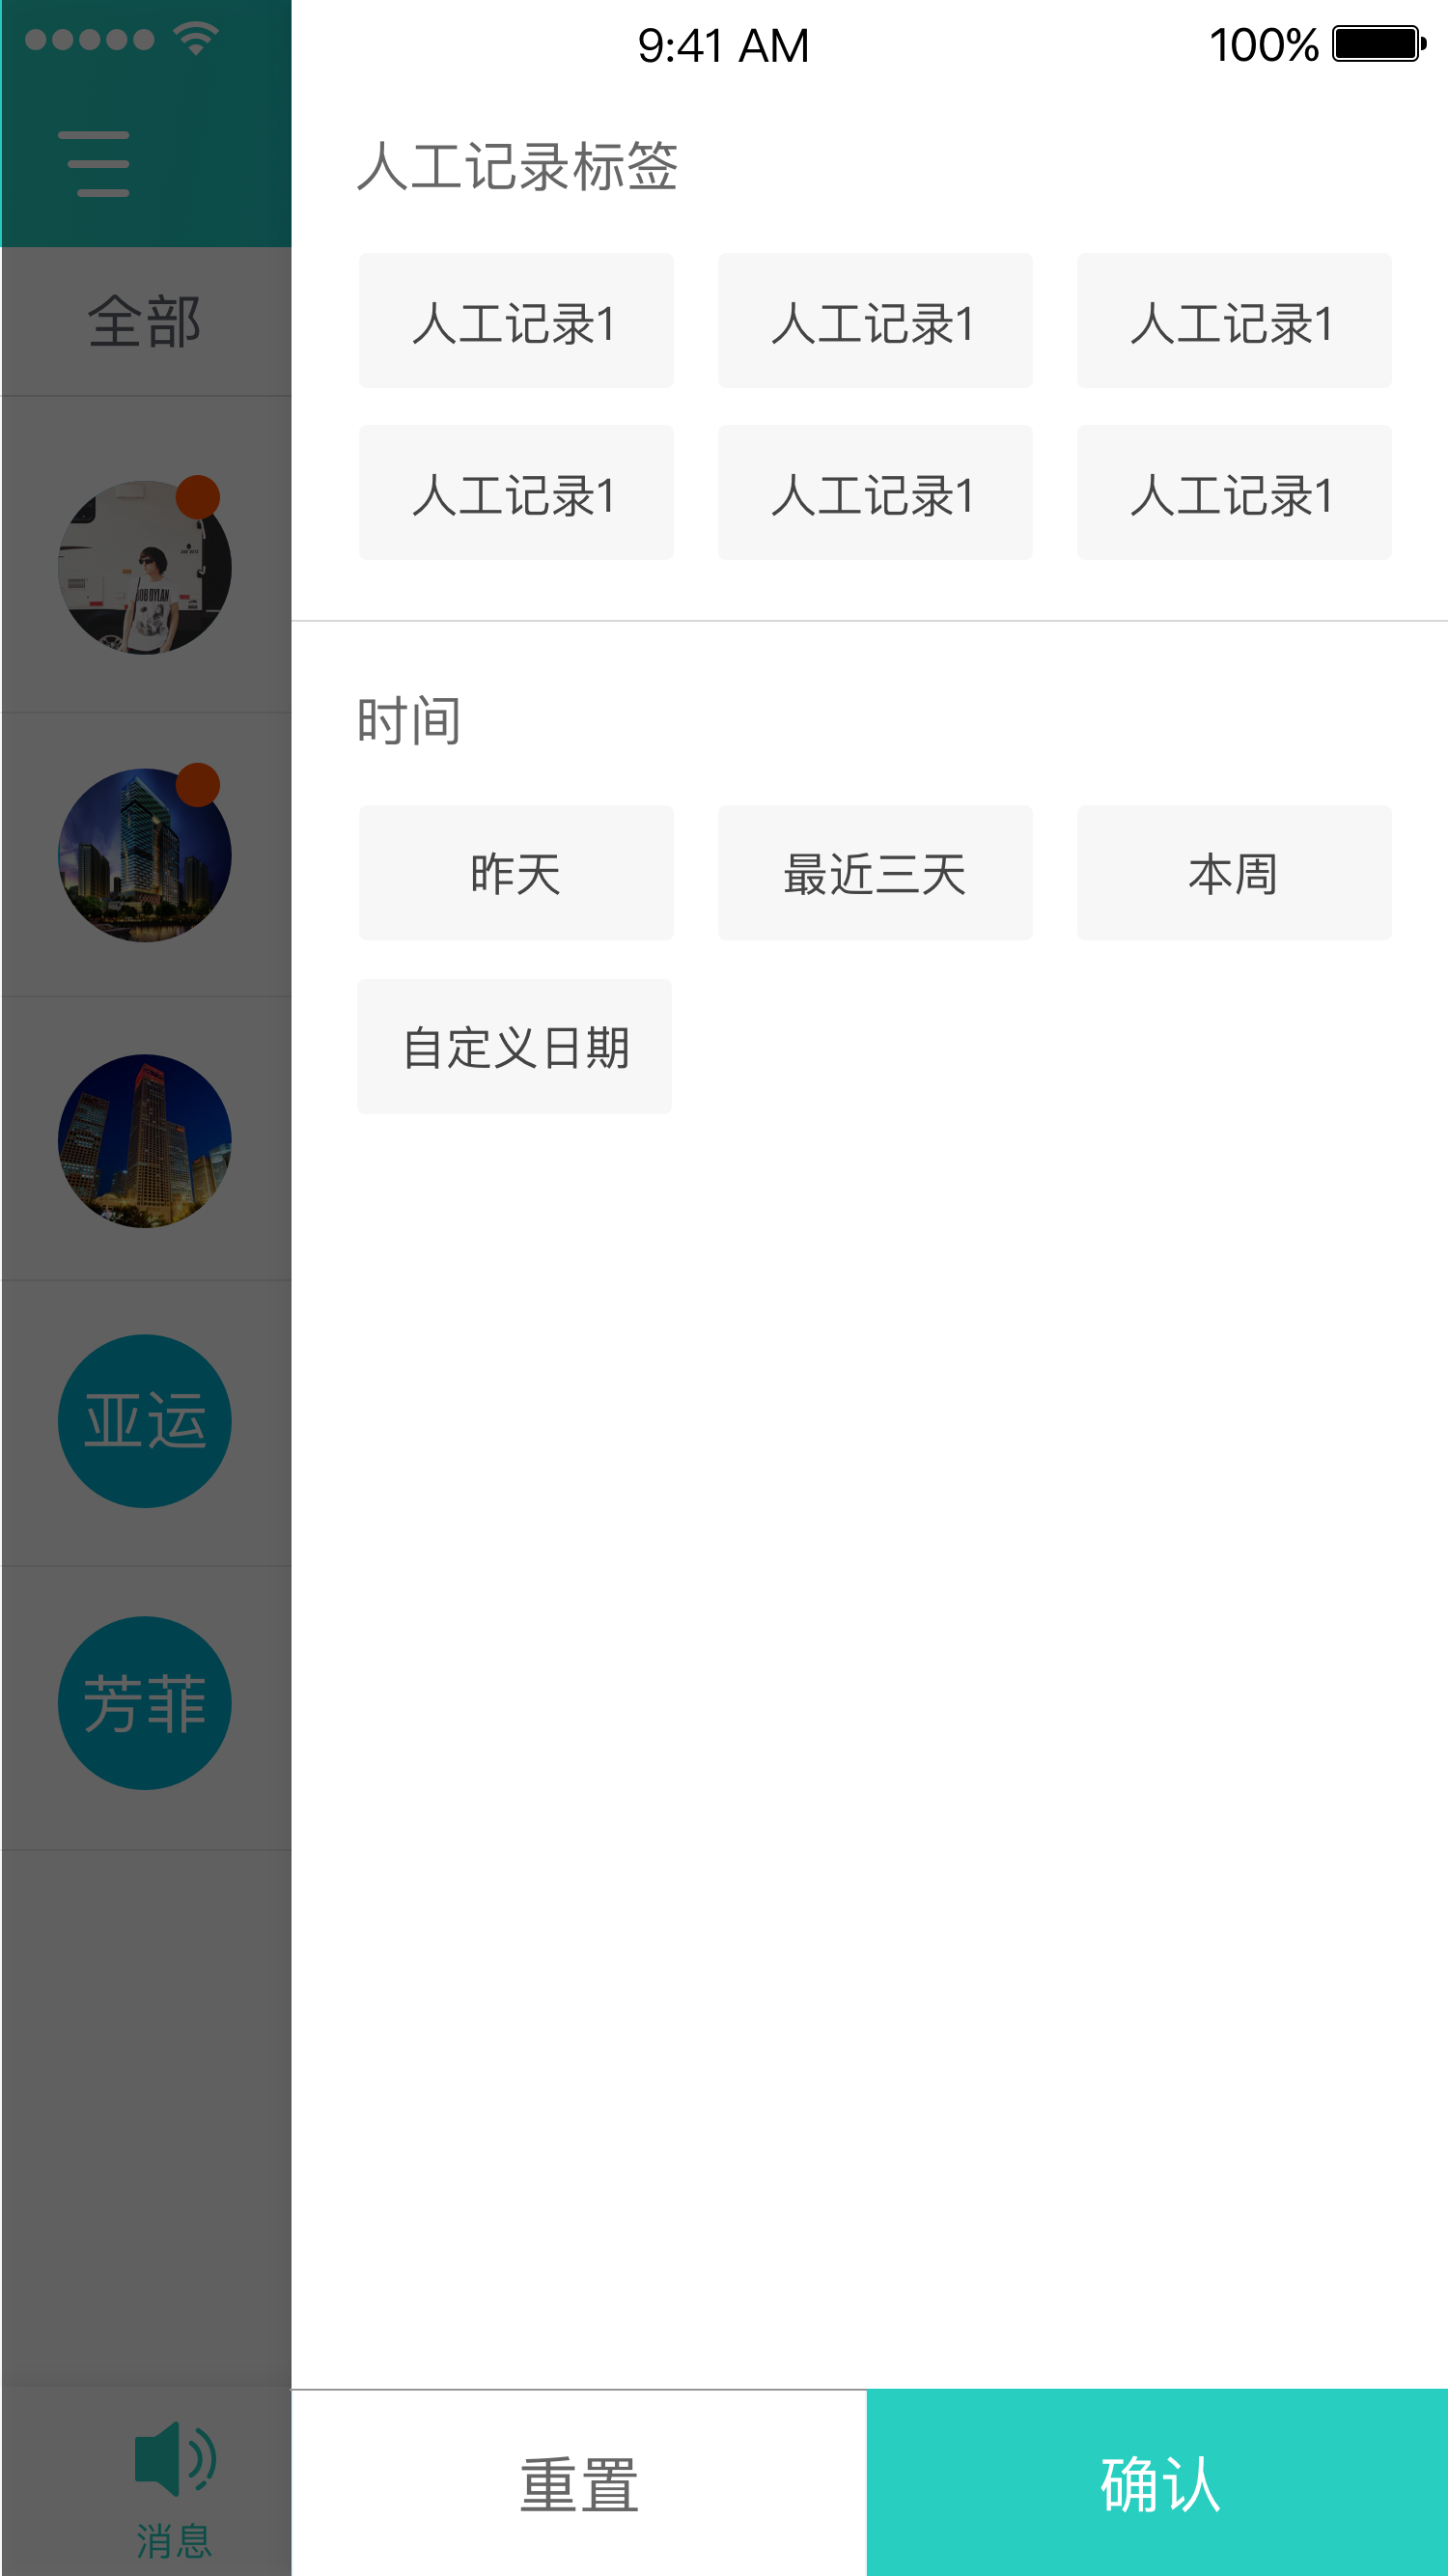 9:41 AM 100%
人工记录标签
全部
人工记录1 人工记录1 人工记录1
人工记录1 人工记录1 人工记录1
BOB DYLAN
时间
昨天 最近三天 本周
自定义日期
亚运
芳菲
重置 确认
消息